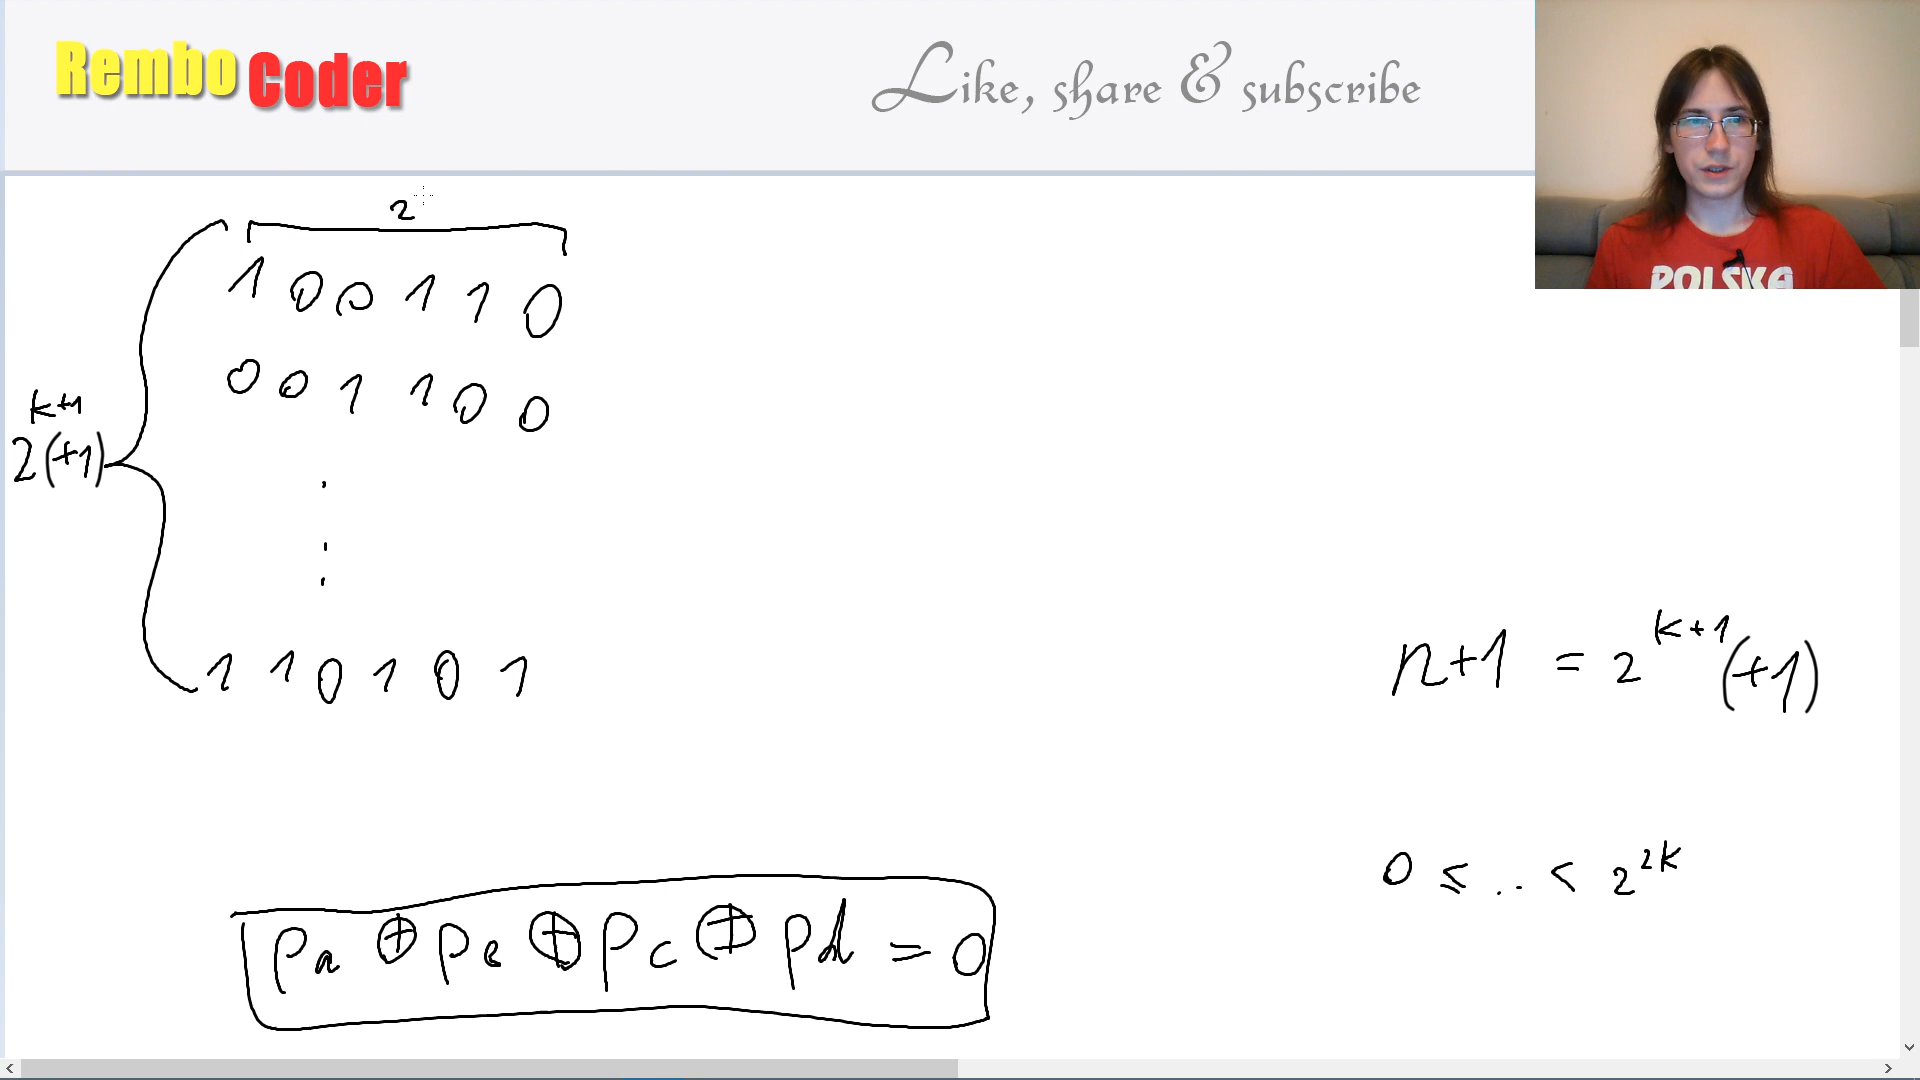 Rembo Coder
Like, share & subscribe
POLSKA
2
1 0 0 1 1 0
0 0 1 1 0 0
k+1
2 (+1)
.
:
1 1 0 1 0 1
n+1 = 2^{k+1} (+1)
0 ≤ .. < 2^{2k}
pa ⊕ pb ⊕ pc ⊕ pd = 0